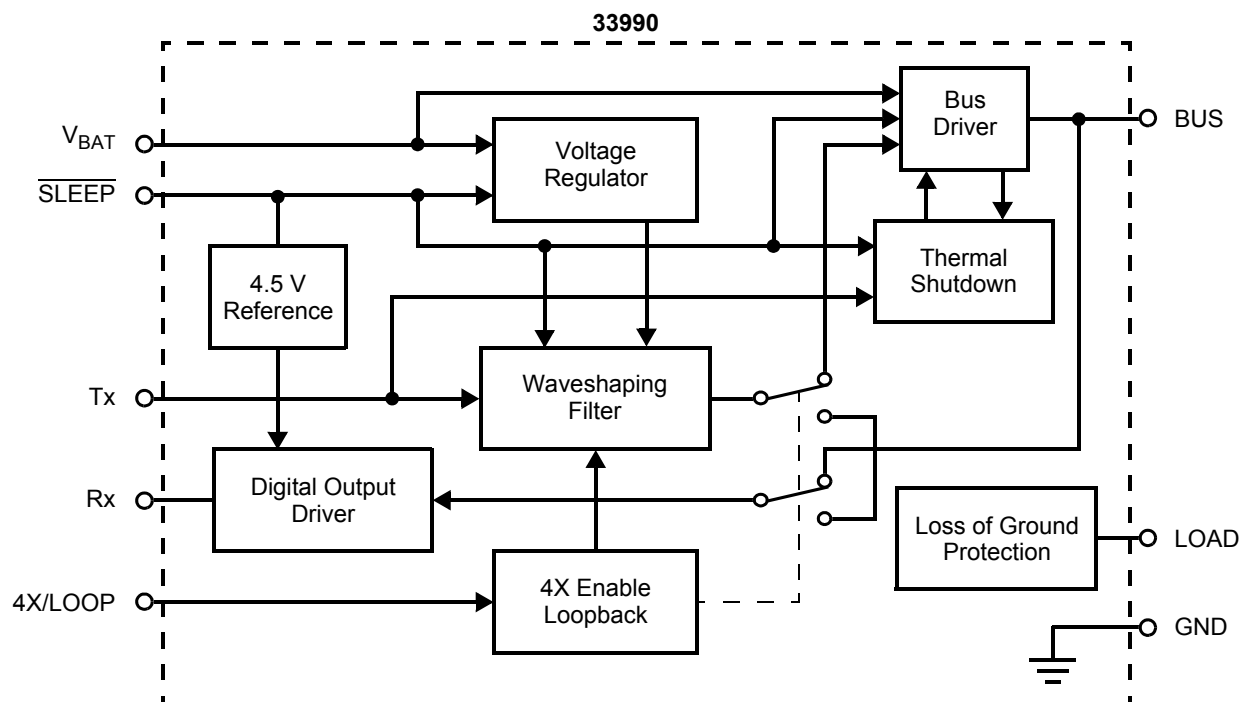 33990
V_BAT
SLEEP
Tx
Rx
4X/LOOP
Voltage
Regulator
4.5 V
Reference
Waveshaping
Filter
Digital Output
Driver
4X Enable
Loopback
Bus
Driver
Thermal
Shutdown
Loss of Ground
Protection
BUS
LOAD
GND